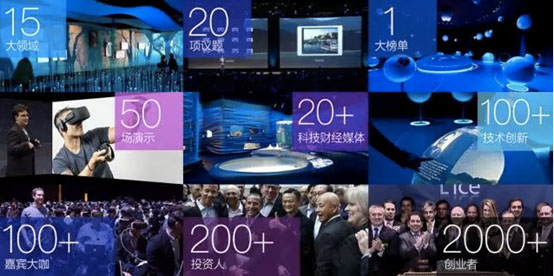 15
大领域
20
项议题
1
大榜单
50
场演示
20+
科技财经媒体
100+
技术创新
100+
嘉宾大咖
200+
投资人
2000+
创业者